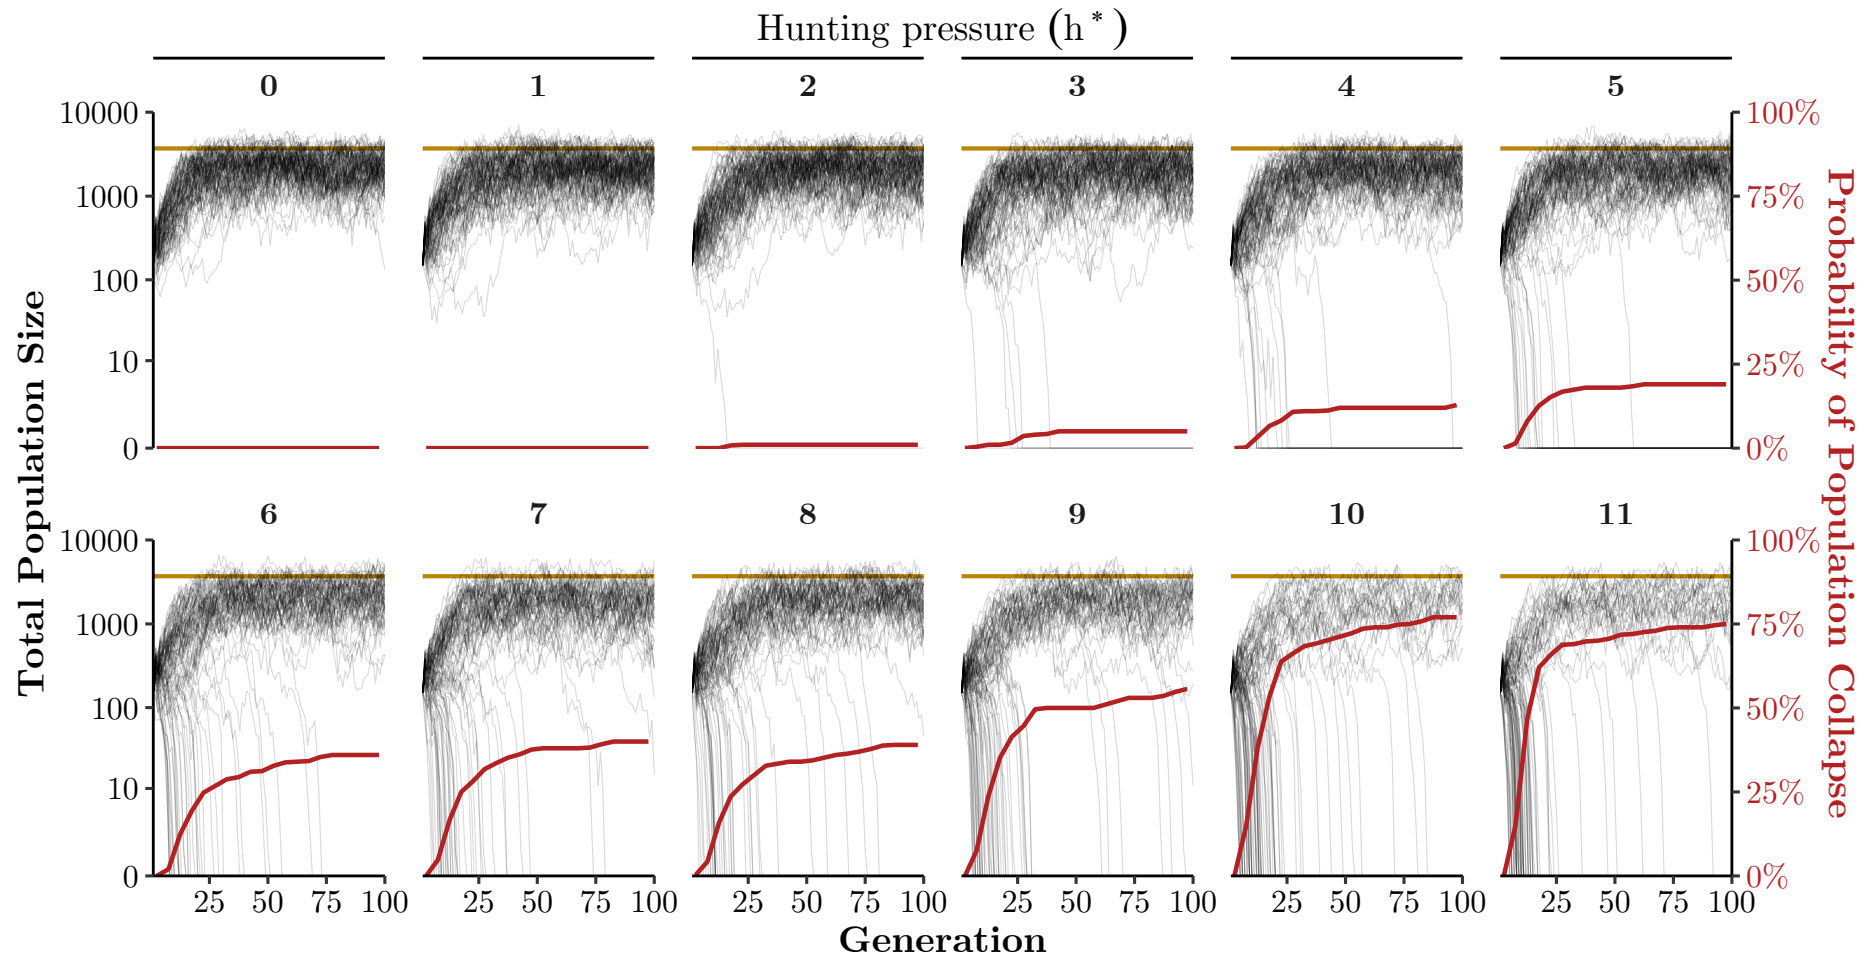 Hunting pressure (h*)
0 1 2 3 4 5
10000 100%
1000 75%
100 50%
10 25%
0 0%
6 7 8 9 10 11
10000 100%
1000 75%
100 50%
10 25%
0 0%
25 50 75 100 25 50 75 100 25 50 75 100 25 50 75 100 25 50 75 100 25 50 75 100
Generation
Total Population Size
Probability of Population Collapse